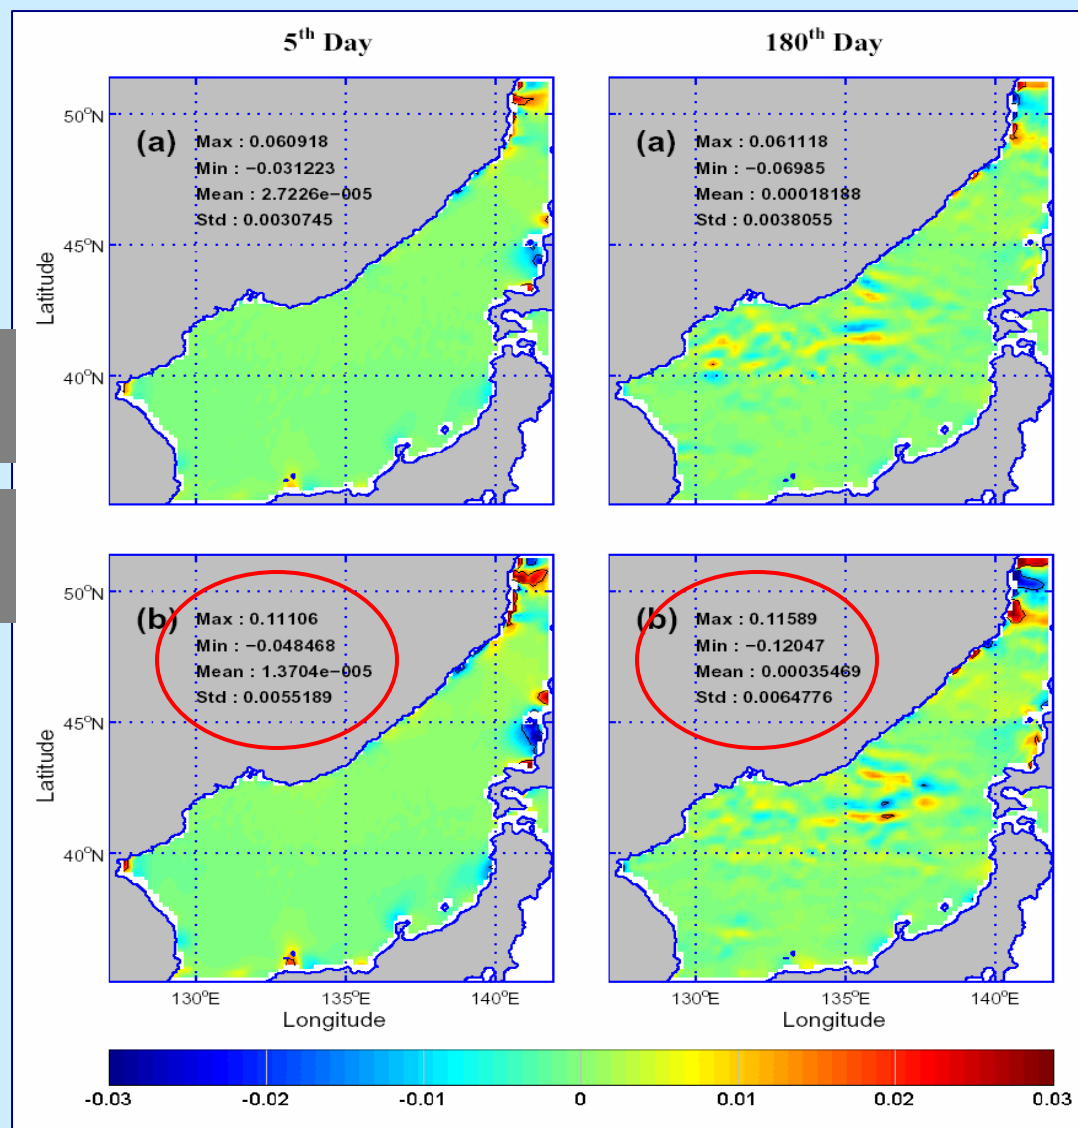 5th Day
180th Day
(a)
Max : 0.060918
Min : −0.031223
Mean : 2.7226e−005
Std : 0.0030745
50°N
45°N
40°N
Latitude
(a)
Max : 0.061118
Min : −0.06985
Mean : 0.00018188
Std : 0.0038055
(b)
Max : 0.11106
Min : −0.048468
Mean : 1.3704e−005
Std : 0.0055189
50°N
45°N
40°N
Latitude
130°E
135°E
140°E
Longitude
(b)
Max : 0.11589
Min : −0.12047
Mean : 0.00035469
Std : 0.0064776
130°E
135°E
140°E
Longitude
-0.03 -0.02 -0.01 0 0.01 0.02 0.03